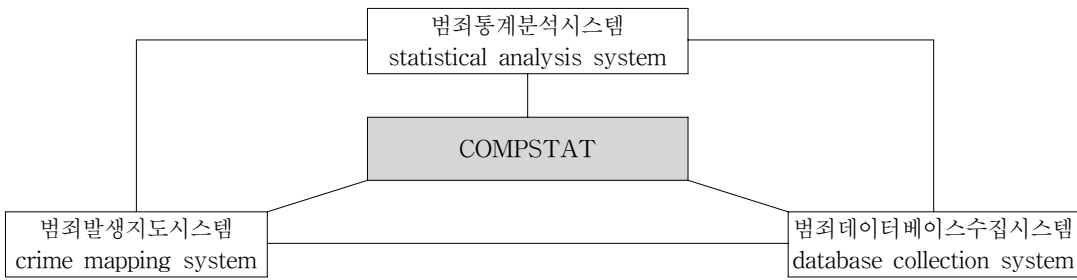 범죄통계분석시스템
statistical analysis system
COMPSTAT
범죄발생지도시스템
crime mapping system
범죄데이터베이스수집시스템
database collection system